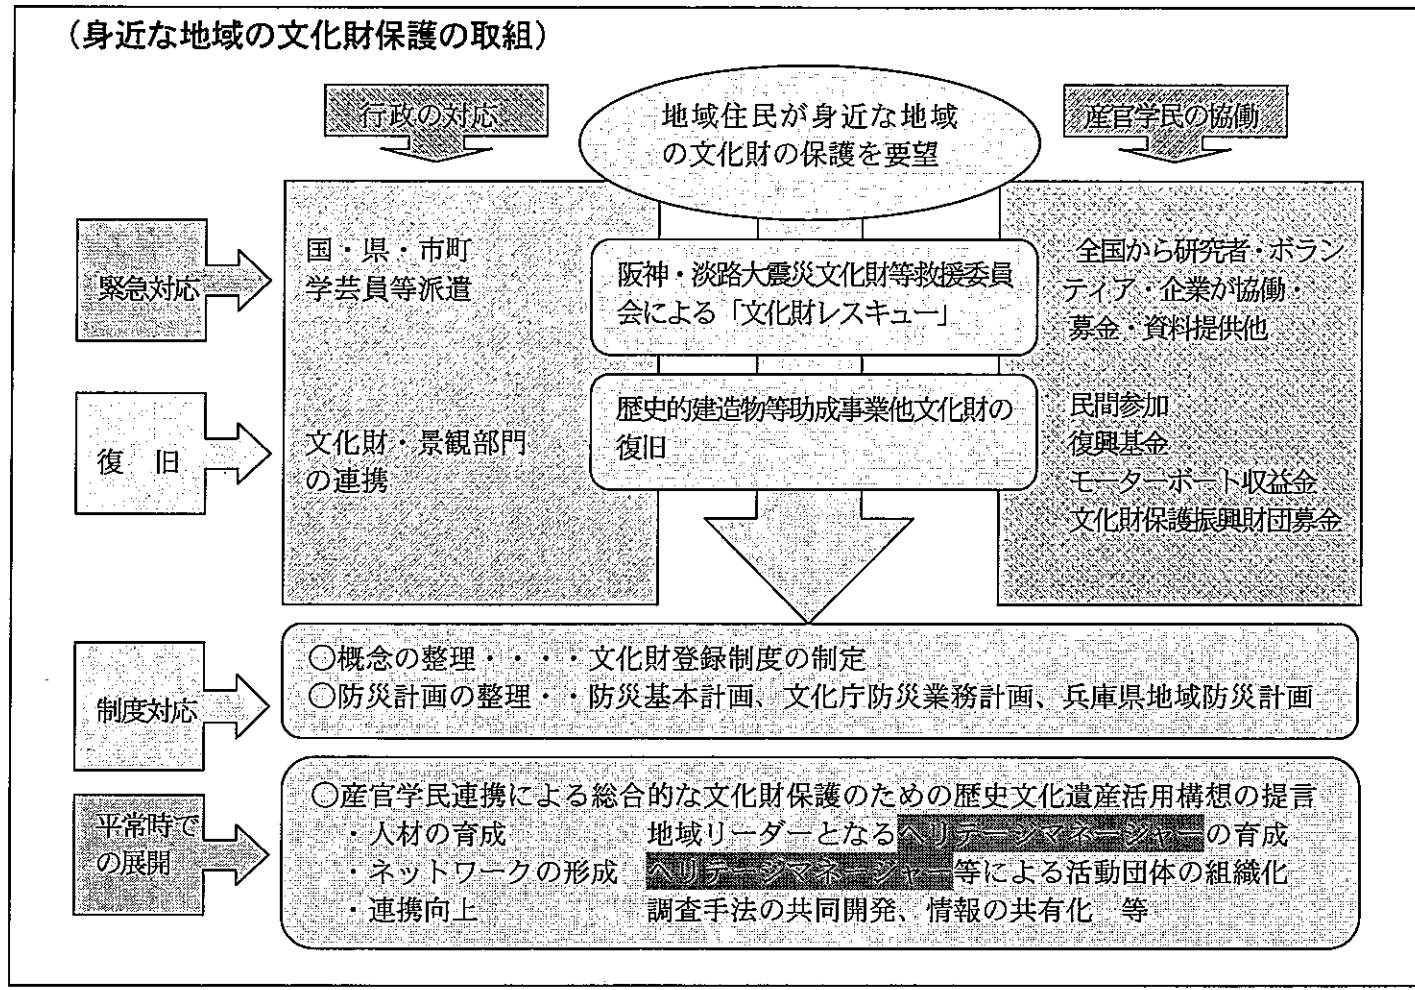 （身近な地域の文化財保護の取組）
行政の対応
地域住民が身近な地域
の文化財の保護を要望
産官学民の協働
緊急対応
国・県・市町
学芸員等派遣
阪神・淡路大震災文化財等救援委員
会による「文化財レスキュー」
全国から研究者・ボラン
ティア・企業が協働・
募金・資料提供他
復　旧
文化財・景観部門
の連携
歴史的建造物等助成事業他文化財の
復旧
民間参加
復興基金
モーターボート収益金
文化財保護振興財団募金
制度対応
○概念の整理・・・・文化財登録制度の制定
○防災計画の整理・・防災基本計画、文化庁防災業務計画、兵庫県地域防災計画
平常時で
の展開
○産官学民連携による総合的な文化財保護のための歴史文化遺産活用構想の提言
・人材の育成　地域リーダーとなるヘリテージマネージャーの育成
・ネットワークの形成　ヘリテージマネージャー等による活動団体の組織化
・連携向上　調査手法の共同開発、情報の共有化　等